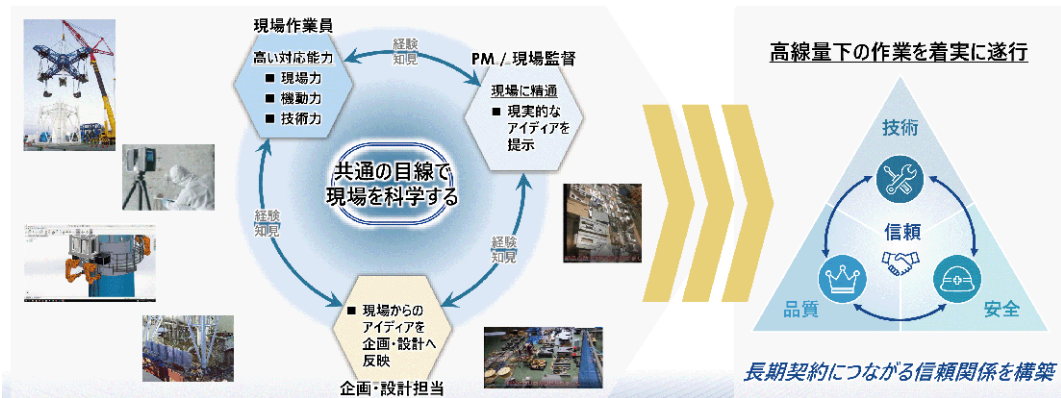 現場作業員
高い対応能力
■ 現場力
■ 機動力
■ 技術力
経験
知見
PM / 現場監督
現場に精通
■ 現実的な
アイディアを
提示
共通の目線で
現場を科学する
経験
知見
経験
知見
■ 現場からの
アイディアを
企画・設計へ
反映
企画・設計担当
高線量下の作業を着実に遂行
技術
信頼
品質
安全
長期契約につながる信頼関係を構築